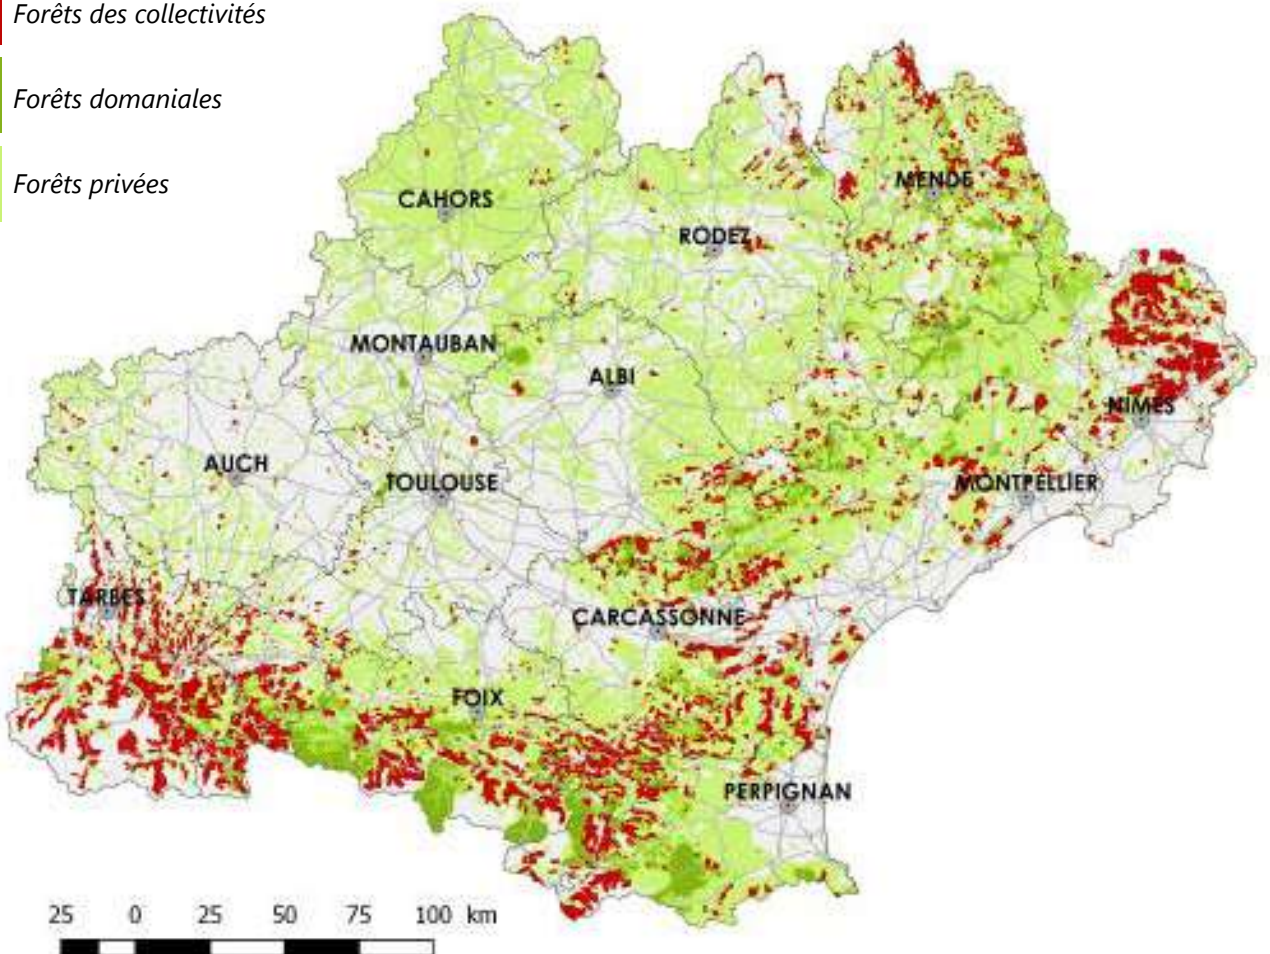 Forêts des collectivités
Forêts domaniales
Forêts privées
CAHORS
MENDE
RODEZ
MONTAUBAN
ALBI
NIMES
AUCH
TOULOUSE
MONTPELLIER
TARBES
CARCASSONNE
FOIX
PERPIGNAN
25 0 25 50 75 100 km